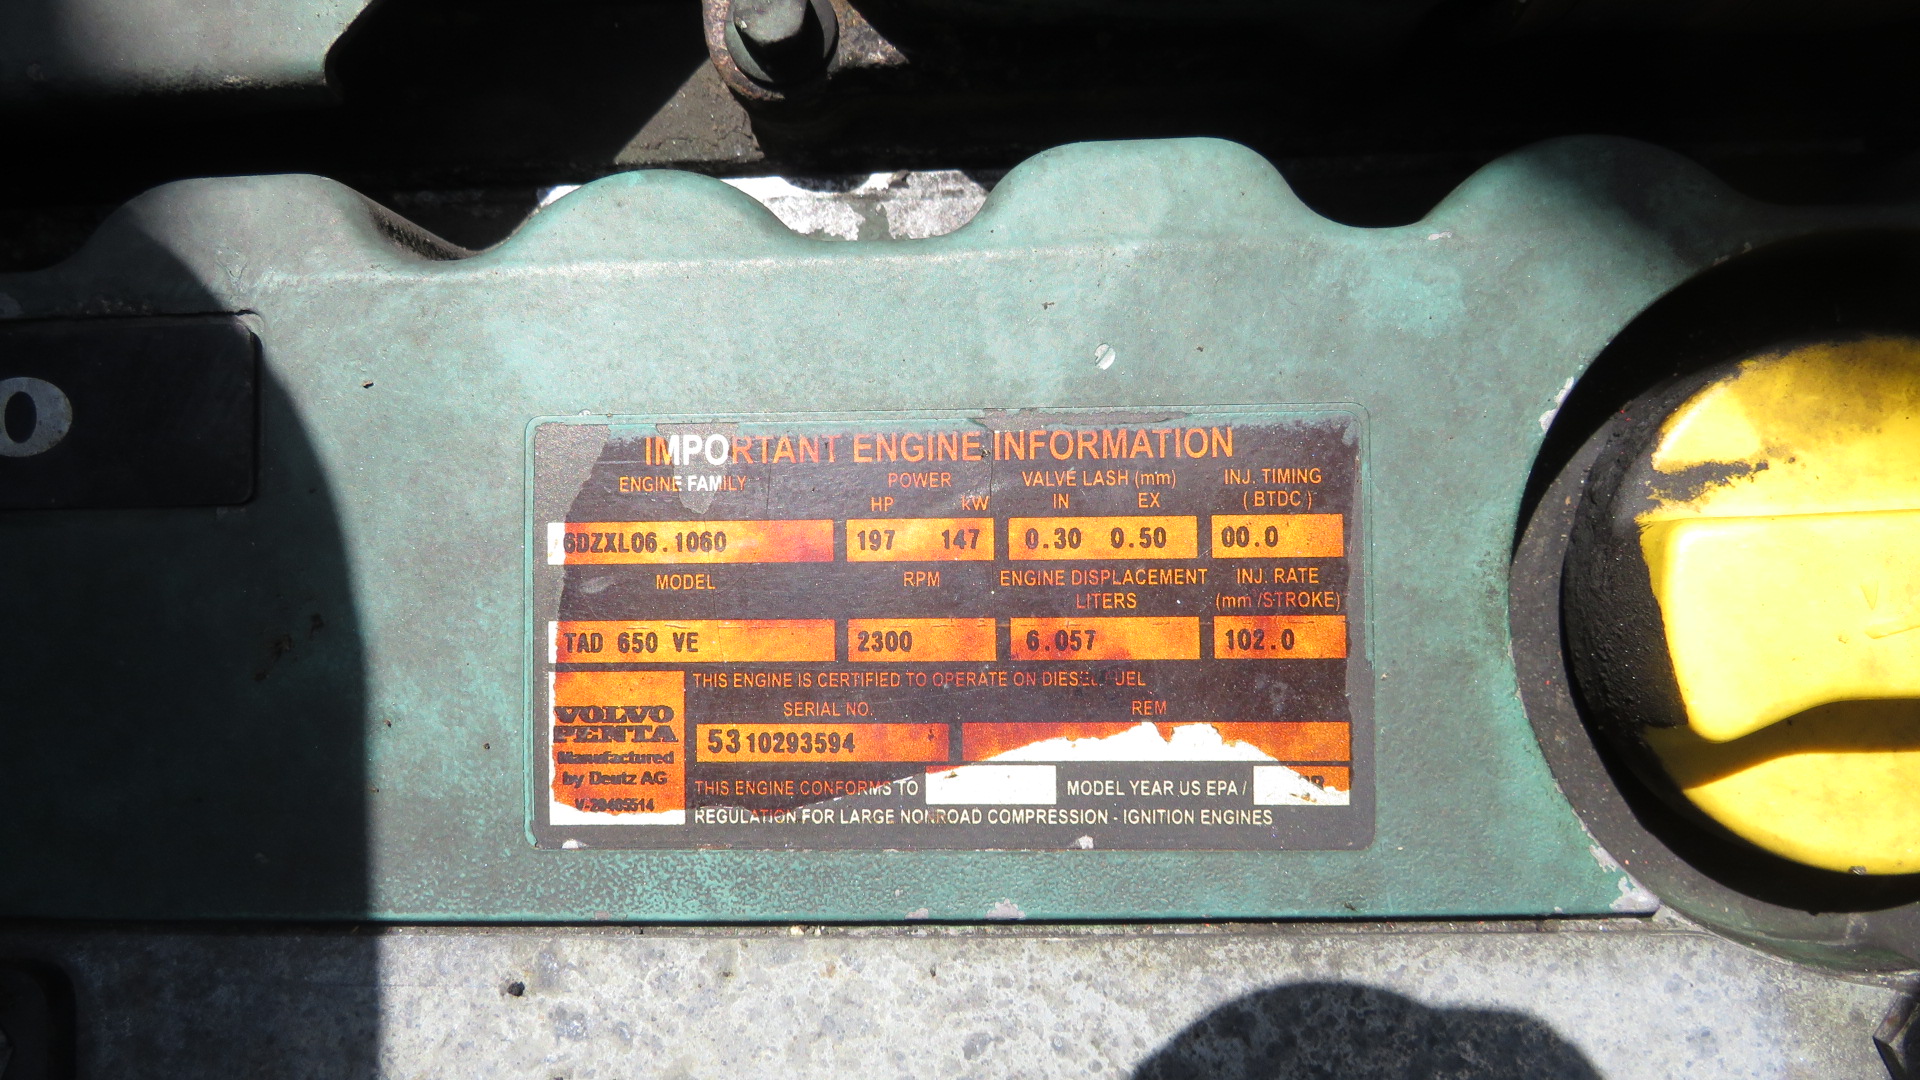 IMPORTANT ENGINE INFORMATION
ENGINE FAMILY POWER VALVE LASH (mm) INJ. TIMING
HP kW IN EX (BTDC)
6DZXL06.1060 197 147 0.30 0.50 00.0
MODEL RPM ENGINE DISPLACEMENT INJ. RATE
LITERS (mm /STROKE)
TAD 650 VE 2300 6.057 102.0
THIS ENGINE IS CERTIFIED TO OPERATE ON DIESEL FUEL
SERIAL NO. REM
VOLVO
PENTA
5310293594
Manufactured
by Deutz AG
THIS ENGINE CONFORMS TO MODEL YEAR US EPA /
V-20405514
REGULATION FOR LARGE NONROAD COMPRESSION - IGNITION ENGINES
O